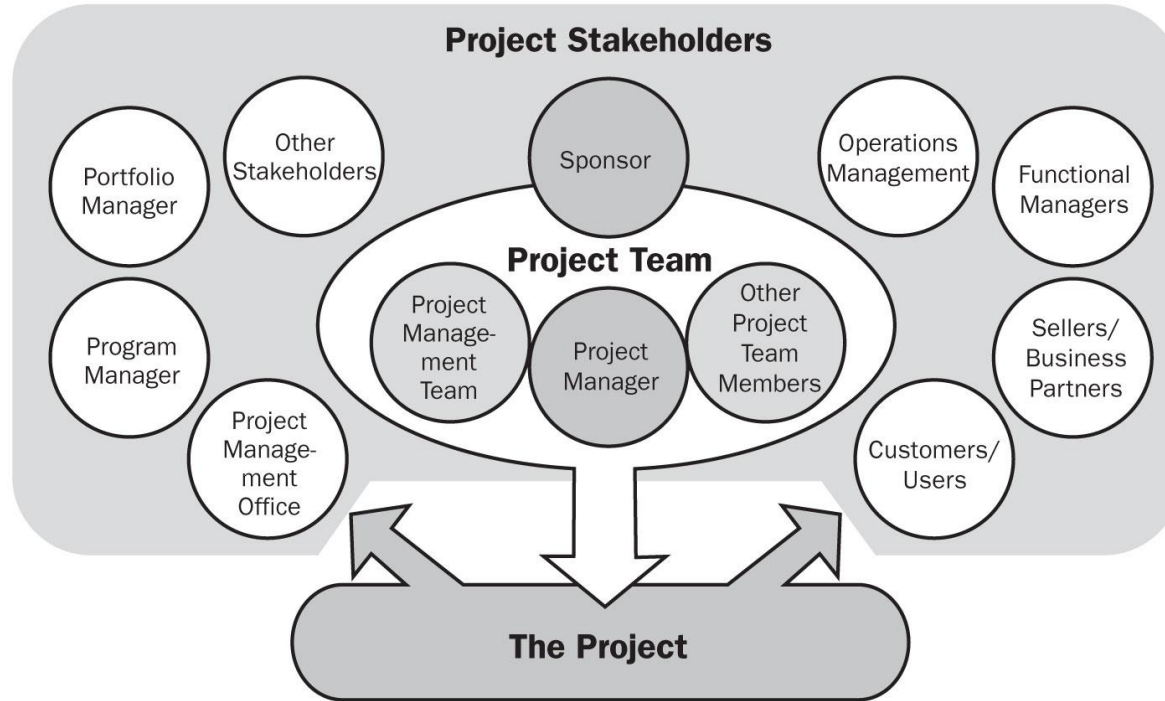 Project Stakeholders
Other
Stakeholders
Portfolio
Manager
Sponsor
Operations
Management
Functional
Managers
Project Team
Project
Manage-
ment
Team
Project
Manager
Other
Project
Team
Members
Program
Manager
Sellers/
Business
Partners
Project
Manage-
ment
Office
Customers/
Users
The Project